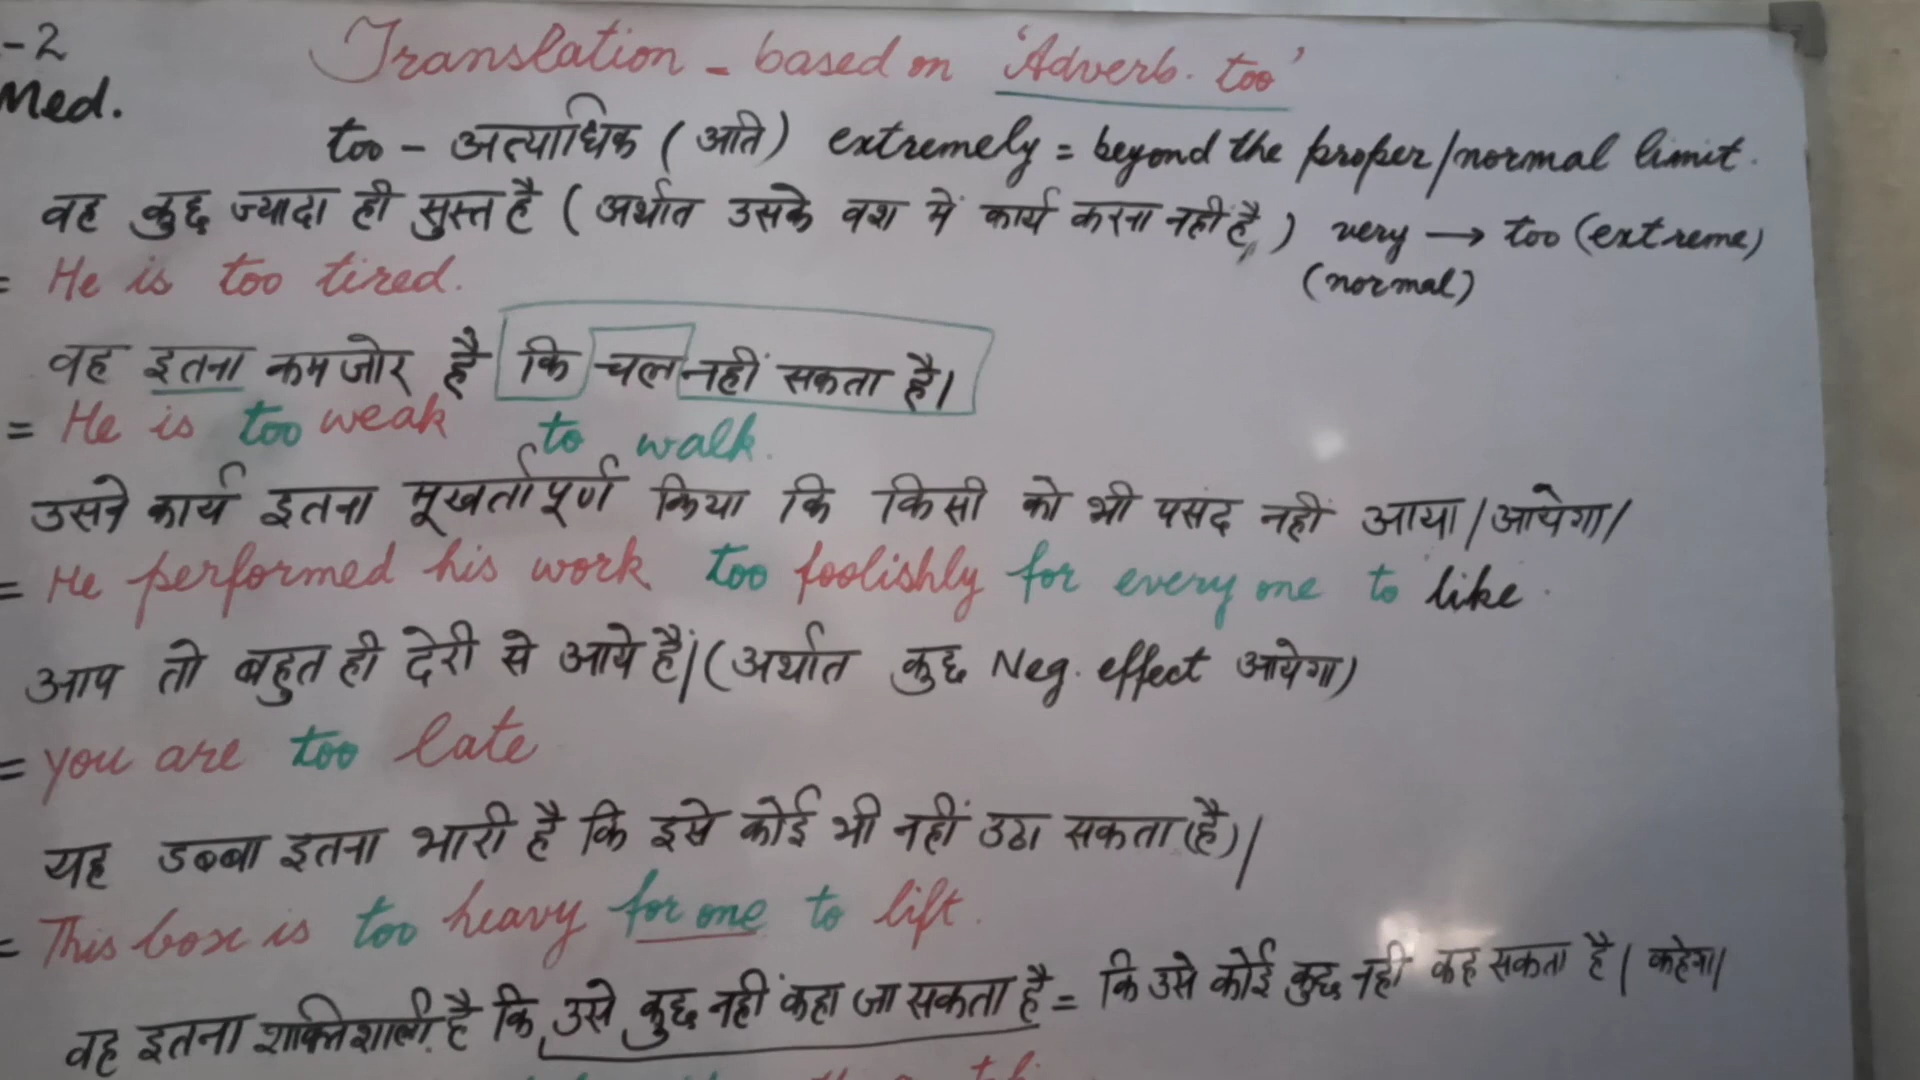 -2
Translation - based on 'Adverb. too'
Med.
too - अत्याधिक (अति) extremely = beyond the proper/normal limit.
वह कुछ ज्यादा ही सुस्त है (अर्थात उसके वश में कार्य करना नहीं है) very → too (extreme)
(normal)
= He is too tired.
वह इतना कमजोर है कि चल नहीं सकता है।
= He is too weak to walk.
उसने कार्य इतना मूर्खतापूर्ण किया कि किसी को भी पसंद नहीं आया/आयेगा/
= He performed his work too foolishly for every one to like.
आप तो बहुत ही देरी से आये हैं/(अर्थात कुछ Neg. effect आयेगा)
= you are too late
यह डब्बा इतना भारी है कि इसे कोई भी नहीं उठा सकता (है)/
= This box is too heavy for one to lift.
वह इतना शक्तिशाली है कि उसे कुछ नहीं कहा जा सकता है = कि उसे कोई कुछ नही कह सकता है/ कहेगा/